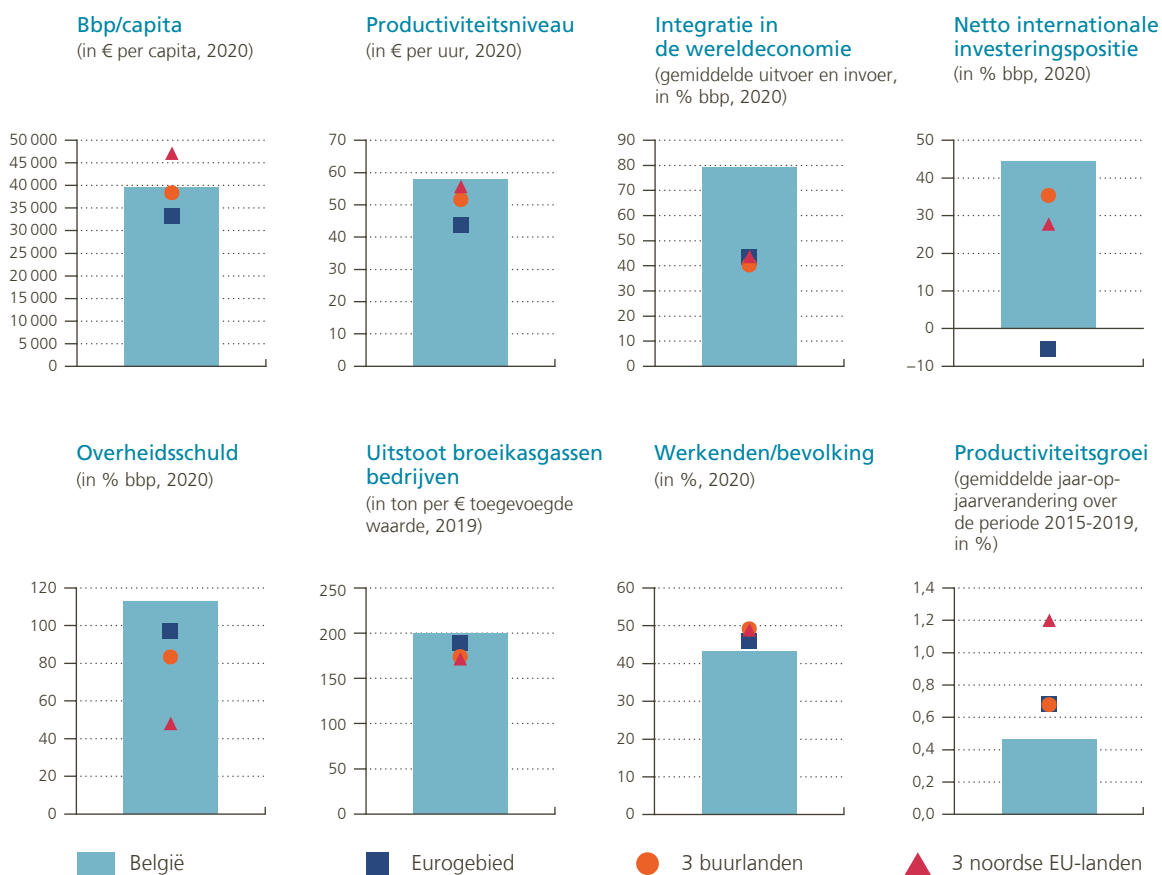 Bbp/capita
(in € per capita, 2020)
50 000
45 000
40 000
35 000
30 000
25 000
20 000
15 000
10 000
5 000
0
Productiviteitsniveau
(in € per uur, 2020)
70
60
50
40
30
20
10
0
Integratie in
de wereldeconomie
(gemiddelde uitvoer en invoer,
in % bbp, 2020)
90
80
70
60
50
40
30
20
10
0
Netto internationale
investeringspositie
(in % bbp, 2020)
50
40
30
20
10
0
–10
Overheidsschuld
(in % bbp, 2020)
120
100
80
60
40
20
0
Uitstoot broeikasgassen
bedrijven
(in ton per € toegevoegde
waarde, 2019)
250
200
150
100
50
0
Werkenden/bevolking
(in %, 2020)
60
50
40
30
20
10
0
Productiviteitsgroei
(gemiddelde jaar-op-
jaarverandering over
de periode 2015-2019,
in %)
1,4
1,2
1,0
0,8
0,6
0,4
0,2
0,0
België
Eurogebied
3 buurlanden
3 noordse EU-landen